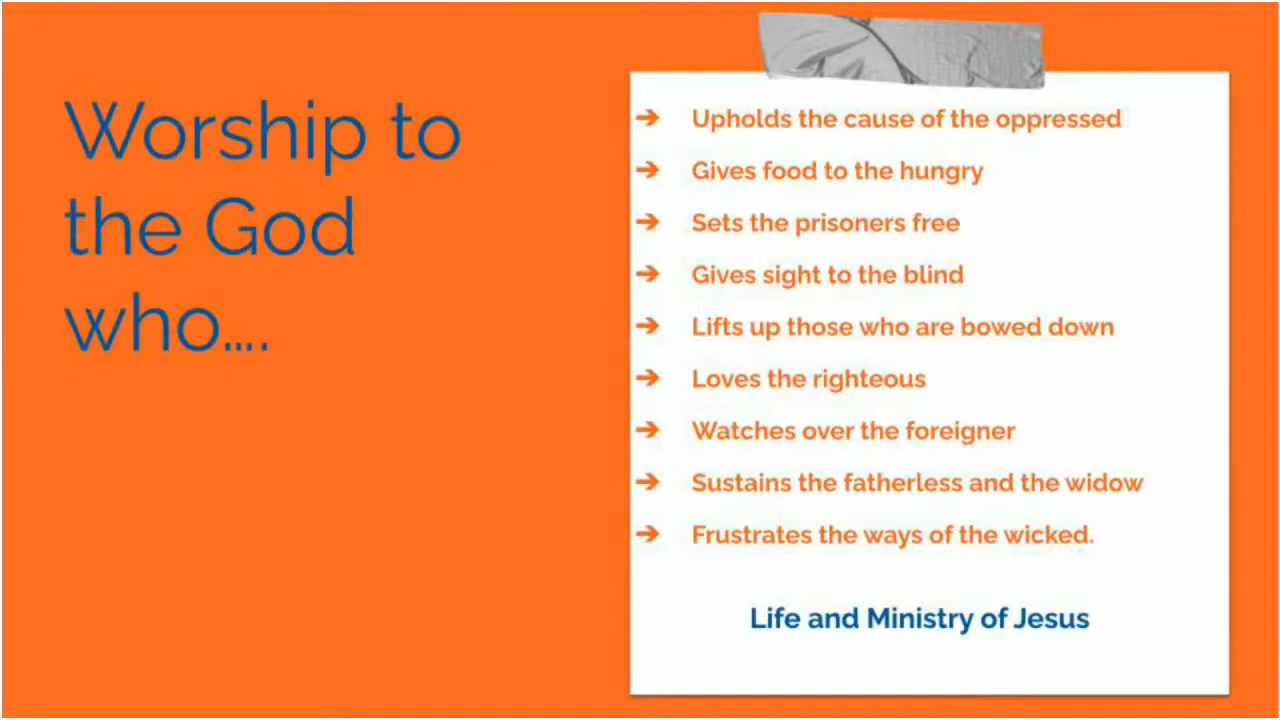 Worship to
the God
who....
➔ Upholds the cause of the oppressed
➔ Gives food to the hungry
➔ Sets the prisoners free
➔ Gives sight to the blind
➔ Lifts up those who are bowed down
➔ Loves the righteous
➔ Watches over the foreigner
➔ Sustains the fatherless and the widow
➔ Frustrates the ways of the wicked.
Life and Ministry of Jesus